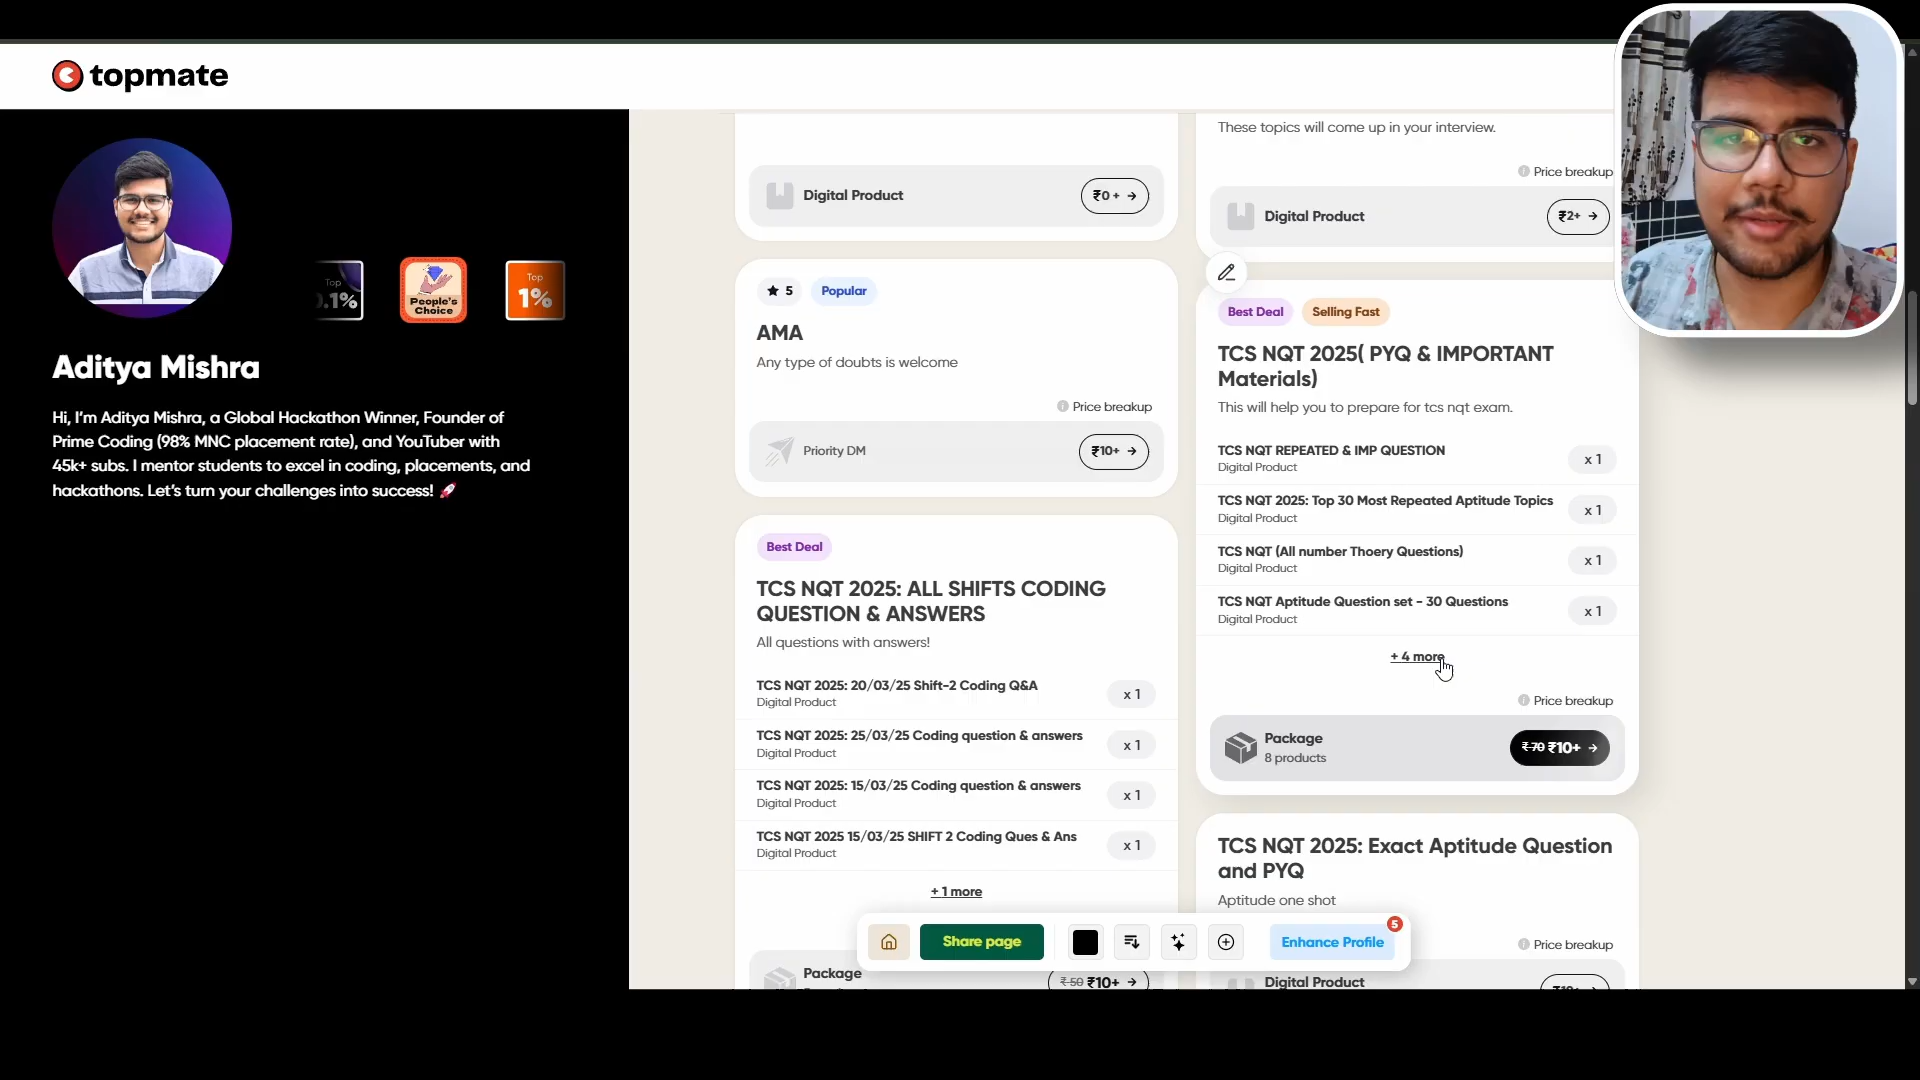 topmate
Top
0.1%
People's
Choice
Top
1%
Aditya Mishra
Hi, I'm Aditya Mishra, a Global Hackathon Winner, Founder of
Prime Coding (98% MNC placement rate), and YouTuber with
45k+ subs. I mentor students to excel in coding, placements, and
hackathons. Let's turn your challenges into success! 🚀
Digital Product
₹0 + →
★ 5 Popular
AMA
Any type of doubts is welcome
Price breakup
Priority DM
₹10+ →
Best Deal
TCS NQT 2025: ALL SHIFTS CODING
QUESTION & ANSWERS
All questions with answers!
TCS NQT 2025: 20/03/25 Shift-2 Coding Q&A
Digital Product
x 1
TCS NQT 2025: 25/03/25 Coding question & answers
Digital Product
x 1
TCS NQT 2025: 15/03/25 Coding question & answers
Digital Product
x 1
TCS NQT 2025 15/03/25 SHIFT 2 Coding Ques & Ans
Digital Product
x 1
+ 1 more
Package
₹ 50 ₹10+ →
These topics will come up in your interview.
Price breakup
Digital Product
₹2+ →
Best Deal Selling Fast
TCS NQT 2025( PYQ & IMPORTANT
Materials)
This will help you to prepare for tcs nqt exam.
TCS NQT REPEATED & IMP QUESTION
Digital Product
x 1
TCS NQT 2025: Top 30 Most Repeated Aptitude Topics
Digital Product
x 1
TCS NQT (All number Thoery Questions)
Digital Product
x 1
TCS NQT Aptitude Question set - 30 Questions
Digital Product
x 1
+ 4 more
Price breakup
Package
8 products
₹ 70 ₹10+ →
TCS NQT 2025: Exact Aptitude Question
and PYQ
Aptitude one shot
Price breakup
Digital Product
Share page
Enhance Profile
5